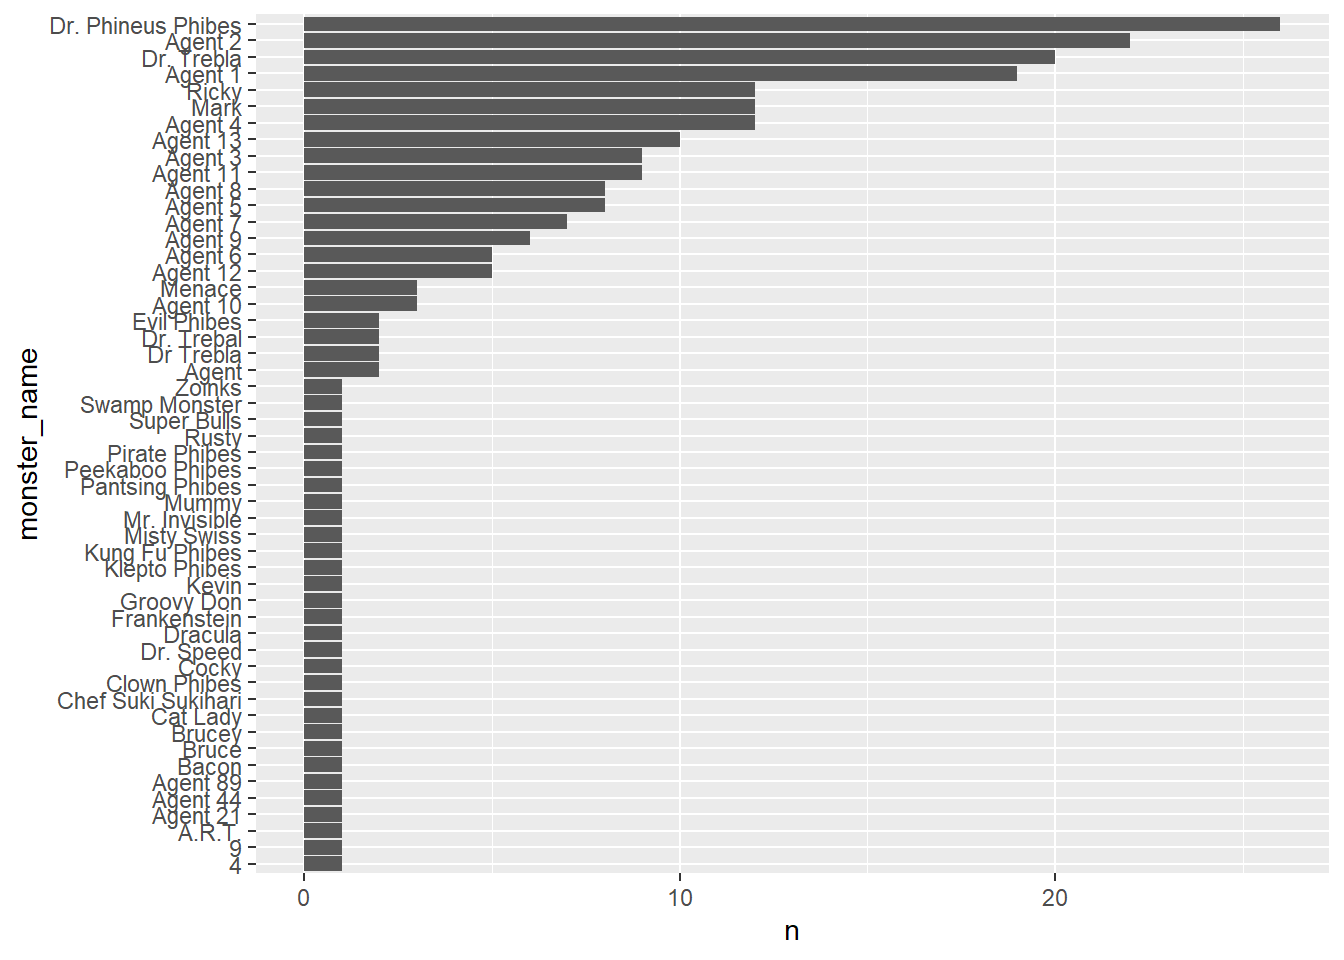 Dr. Phineus Phibes
Agent 2
Dr. Trebla
Agent 1
Ricky
Mark
Agent 4
Agent 13
Agent 3
Agent 11
Agent 8
Agent 5
Agent 7
Agent 9
Agent 6
Agent 12
Menace
Agent 10
Evil Phibes
Dr. Trebal
Dr Trebla
Agent
Zoinks
Swamp Monster
Super Bulls
Rusty
Pirate Phibes
Peekaboo Phibes
Pantsing Phibes
Mummy
Mr. Invisible
Misty Swiss
Kung Fu Phibes
Klepto Phibes
Kevin
Groovy Don
Frankenstein
Dracula
Dr. Speed
Cocky
Clown Phibes
Chef Suki Sukihari
Cat Lady
Brucey
Bruce
Bacon
Agent 89
Agent 44
Agent 21
A.R.T.
9
4
monster_name
0 10 20
n